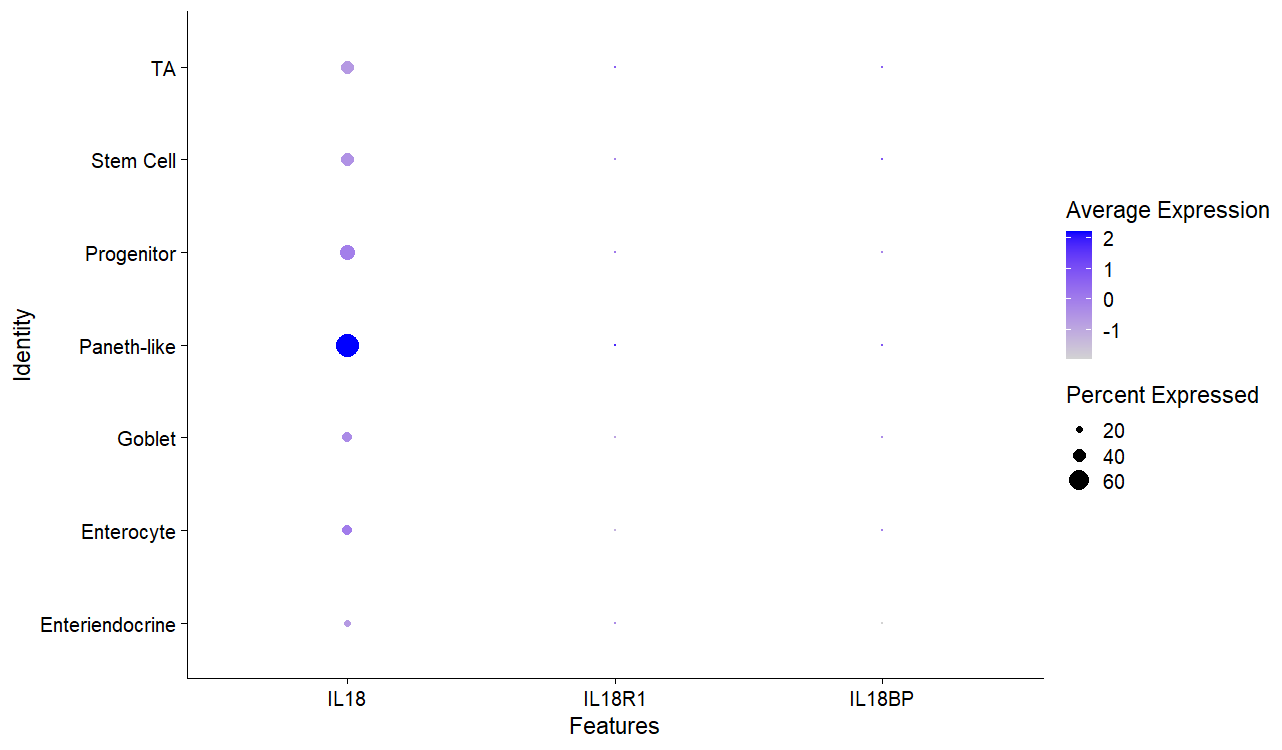 TA
Stem Cell
Progenitor
Paneth-like
Goblet
Enterocyte
Enteriendocrine
Identity
IL18
IL18R1
IL18BP
Features
Average Expression
2
1
0
-1
Percent Expressed
20
40
60